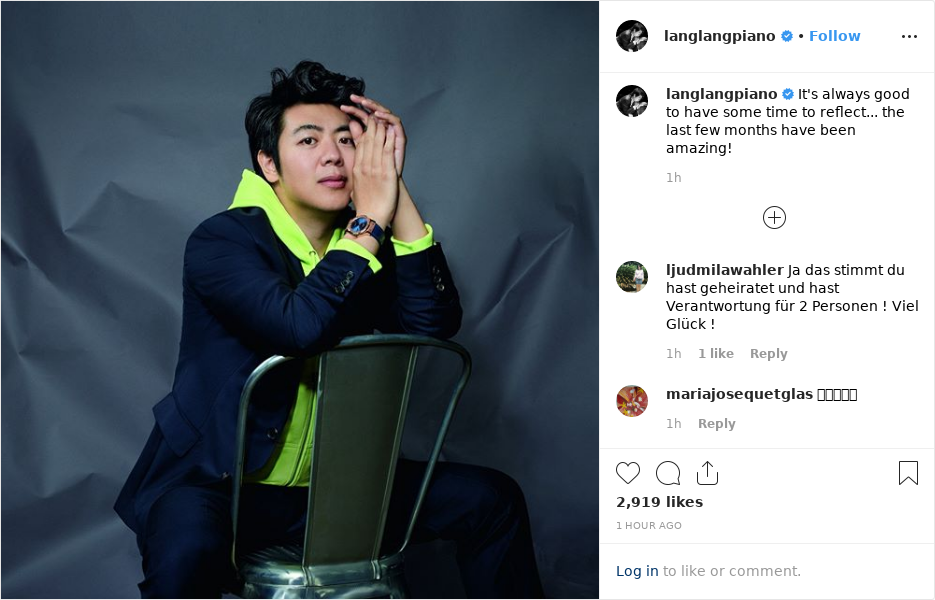 langlangpiano • Follow
langlangpiano It's always good
to have some time to reflect... the
last few months have been
amazing!
1h
ljudmilawahler Ja das stimmt du
hast geheiratet und hast
Verantwortung für 2 Personen ! Viel
Glück !
1h 1 like Reply
mariajosequetglas
1h Reply
2,919 likes
1 HOUR AGO
Log in to like or comment.